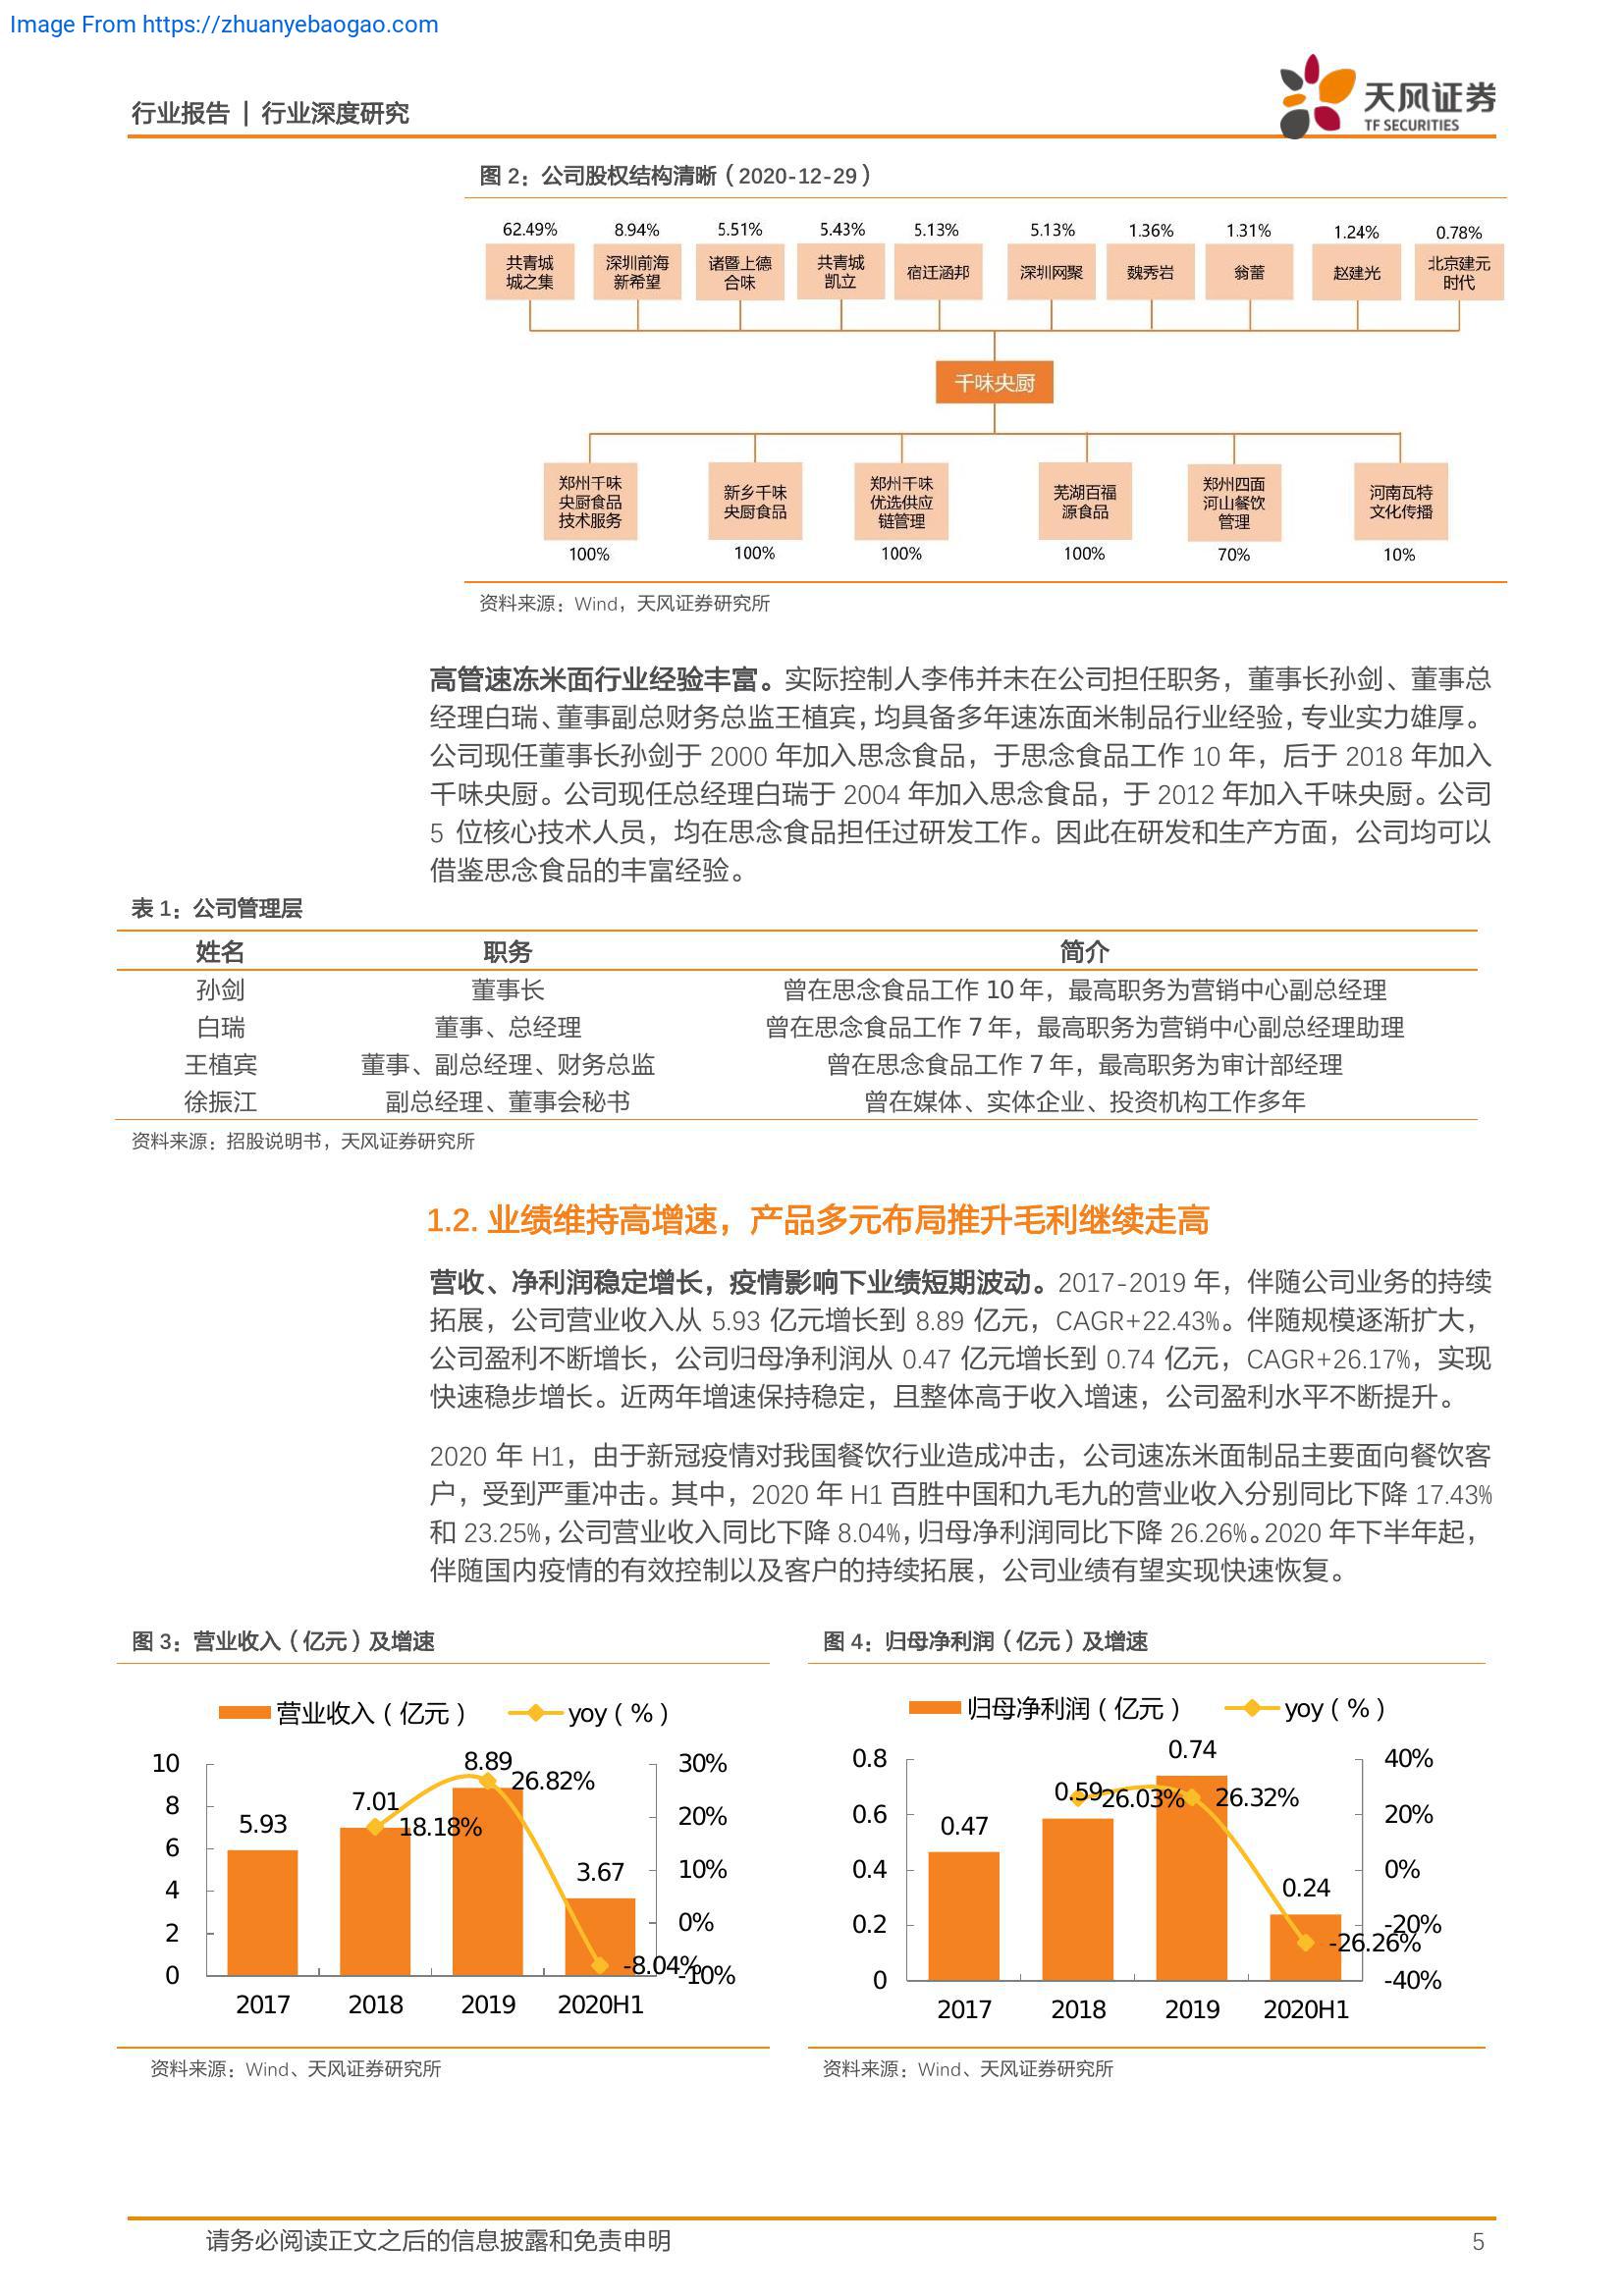 Image From https://zhuanyebaogao.com
行业报告 | 行业深度研究
天风证券
TF SECURITIES
图 2：公司股权结构清晰（2020-12-29）
62.49% 8.94% 5.51% 5.43% 5.13% 5.13% 1.36% 1.31% 1.24% 0.78%
共青城 深圳前海 诸暨上德 共青城 宿迁涵邦 深圳网聚 魏秀岩 翁蕾 赵建光 北京建元
城之集 新希望 合味 凯立 时代
千味央厨
郑州千味 新乡千味 郑州千味 芜湖百福 郑州四面 河南瓦特
央厨食品 央厨食品 优选供应 源食品 河山餐饮 文化传播
技术服务 链管理 管理
100% 100% 100% 100% 70% 10%
资料来源：Wind，天风证券研究所
高管速冻米面行业经验丰富。实际控制人李伟并未在公司担任职务，董事长孙剑、董事总
经理白瑞、董事副总财务总监王植宾，均具备多年速冻面米制品行业经验，专业实力雄厚。
公司现任董事长孙剑于 2000 年加入思念食品，于思念食品工作 10 年，后于 2018 年加入
千味央厨。公司现任总经理白瑞于 2004 年加入思念食品，于 2012 年加入千味央厨。公司
5 位核心技术人员，均在思念食品担任过研发工作。因此在研发和生产方面，公司均可以
借鉴思念食品的丰富经验。
表 1：公司管理层
姓名 职务 简介
孙剑 董事长 曾在思念食品工作 10 年，最高职务为营销中心副总经理
白瑞 董事、总经理 曾在思念食品工作 7 年，最高职务为营销中心副总经理助理
王植宾 董事、副总经理、财务总监 曾在思念食品工作 7 年，最高职务为审计部经理
徐振江 副总经理、董事会秘书 曾在媒体、实体企业、投资机构工作多年
资料来源：招股说明书，天风证券研究所
1.2. 业绩维持高增速，产品多元布局推升毛利继续走高
营收、净利润稳定增长，疫情影响下业绩短期波动。2017-2019 年，伴随公司业务的持续
拓展，公司营业收入从 5.93 亿元增长到 8.89 亿元，CAGR+22.43%。伴随规模逐渐扩大，
公司盈利不断增长，公司归母净利润从 0.47 亿元增长到 0.74 亿元，CAGR+26.17%，实现
快速稳步增长。近两年增速保持稳定，且整体高于收入增速，公司盈利水平不断提升。
2020 年 H1，由于新冠疫情对我国餐饮行业造成冲击，公司速冻米面制品主要面向餐饮客
户，受到严重冲击。其中，2020 年 H1 百胜中国和九毛九的营业收入分别同比下降 17.43%
和 23.25%，公司营业收入同比下降 8.04%，归母净利润同比下降 26.26%。2020 年下半年起，
伴随国内疫情的有效控制以及客户的持续拓展，公司业绩有望实现快速恢复。
图 3：营业收入（亿元）及增速
营业收入（亿元） yoy（%）
10 8 6 4 2 0
5.93 7.01 8.89 3.67
18.18% 26.82% -8.04%
30% 20% 10% 0% -10%
2017 2018 2019 2020H1
资料来源：Wind、天风证券研究所
图 4：归母净利润（亿元）及增速
归母净利润（亿元） yoy（%）
0.8 0.6 0.4 0.2 0
0.47 0.59 0.74 0.24
26.03% 26.32% -26.26%
40% 20% 0% -20% -40%
2017 2018 2019 2020H1
资料来源：Wind、天风证券研究所
请务必阅读正文之后的信息披露和免责申明 5